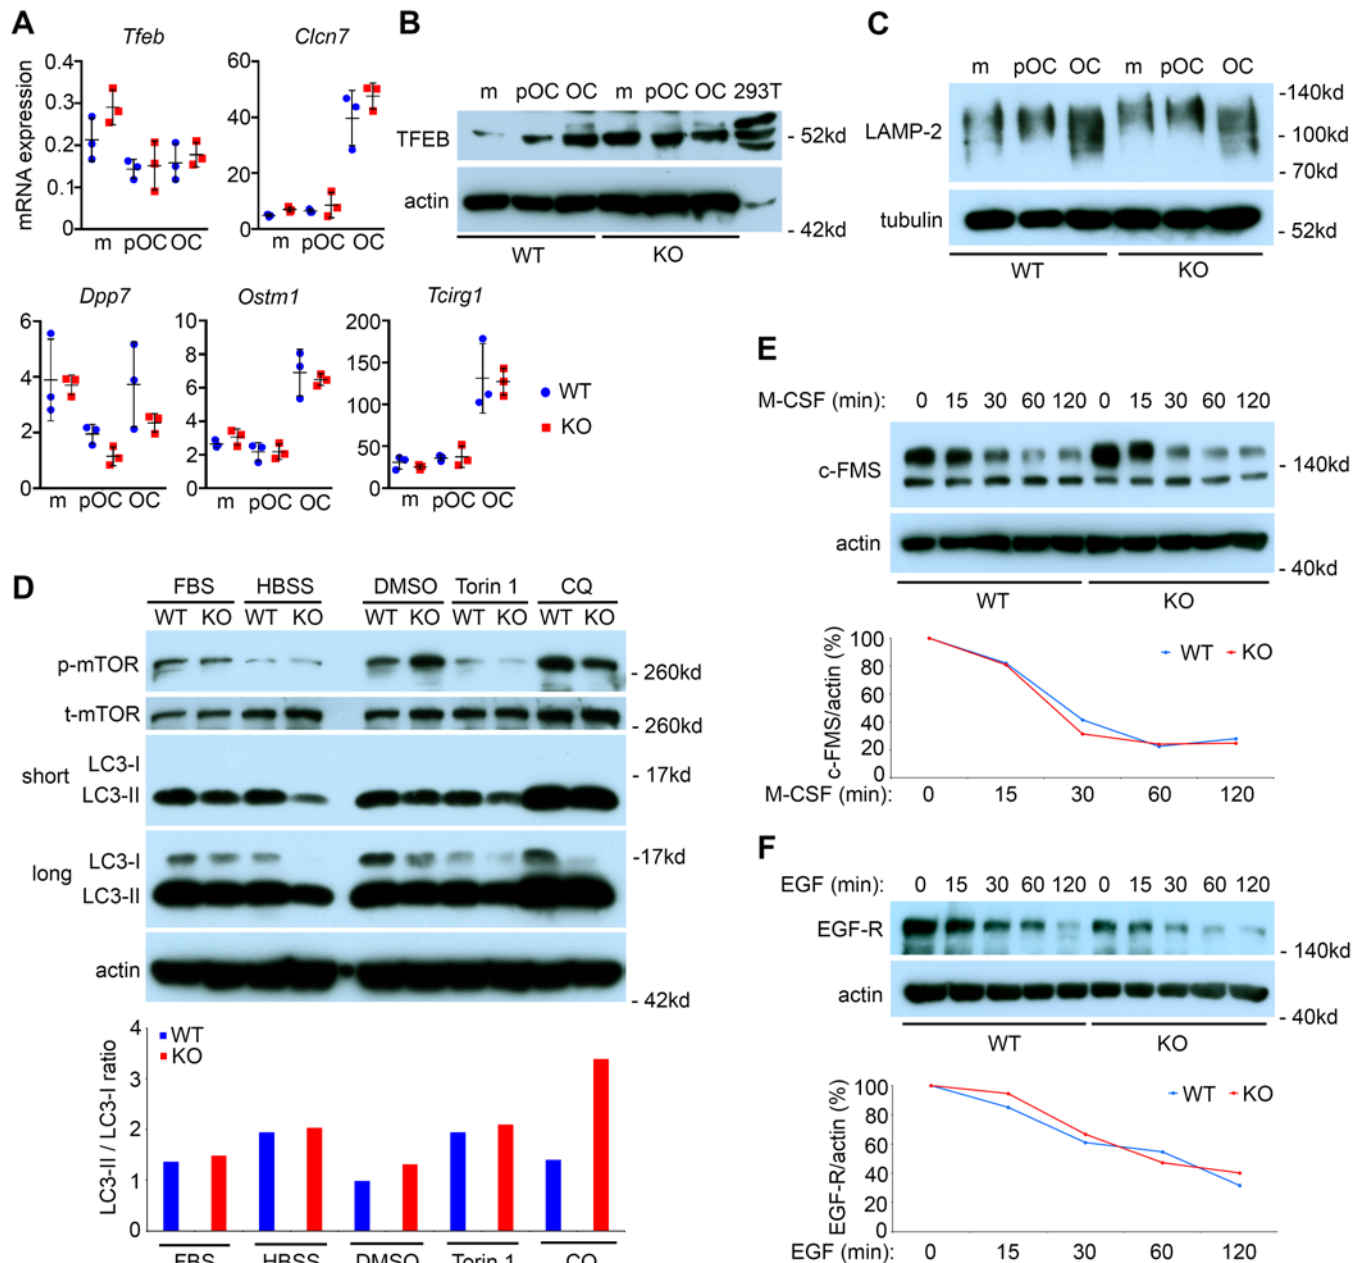 A
Tfeb
Clcn7
mRNA expression
0.4
0.3
0.2
0.1
0
m pOC OC
60
40
20
0
m pOC OC
Dpp7
Ostm1
Tcirg1
6
4
2
0
m pOC OC
10
8
6
4
2
0
m pOC OC
200
150
100
50
0
m pOC OC
WT
KO
B
m pOC OC m pOC OC 293T
TFEB
- 52kd
actin
- 42kd
WT KO
C
m pOC OC m pOC OC
LAMP-2
-140kd
- 100kd
- 70kd
tubulin
- 52kd
WT KO
D
FBS HBSS DMSO Torin 1 CQ
WT KO WT KO WT KO WT KO WT KO
p-mTOR
- 260kd
t-mTOR
- 260kd
short
LC3-I
- 17kd
LC3-II
long
LC3-I
-17kd
LC3-II
actin
- 42kd
LC3-II / LC3-I ratio
4
3
2
1
0
WT
KO
FBS HBSS DMSO Torin 1 CQ
E
M-CSF (min): 0 15 30 60 120 0 15 30 60 120
c-FMS
- 140kd
actin
- 40kd
WT KO
c-FMS/actin (%)
100
80
60
40
20
0
WT KO
M-CSF (min): 0 15 30 60 120
F
EGF (min): 0 15 30 60 120 0 15 30 60 120
EGF-R
- 140kd
actin
- 40kd
WT KO
EGF-R/actin (%)
100
80
60
40
20
0
WT KO
EGF (min): 0 15 30 60 120